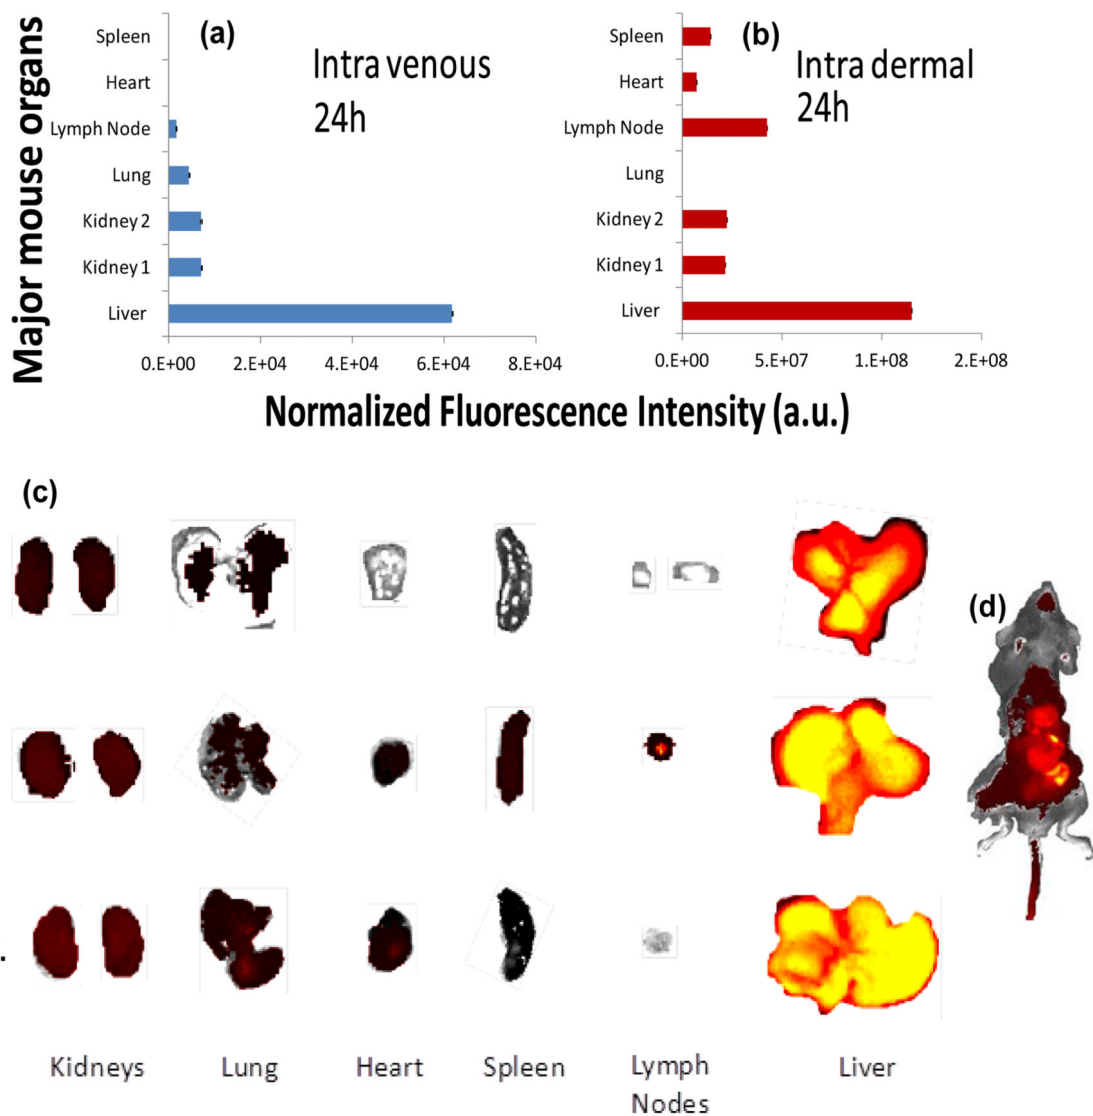 Major mouse organs
(a)
Intra venous
24h
Spleen
Heart
Lymph Node
Lung
Kidney 2
Kidney 1
Liver
0.E+00 2.E+04 4.E+04 6.E+04 8.E+04
(b)
Intra dermal
24h
Spleen
Heart
Lymph Node
Lung
Kidney 2
Kidney 1
Liver
0.E+00 5.E+07 1.E+08 2.E+08
Normalized Fluorescence Intensity (a.u.)
(c)
(d)
.
Kidneys Lung Heart Spleen Lymph Nodes Liver